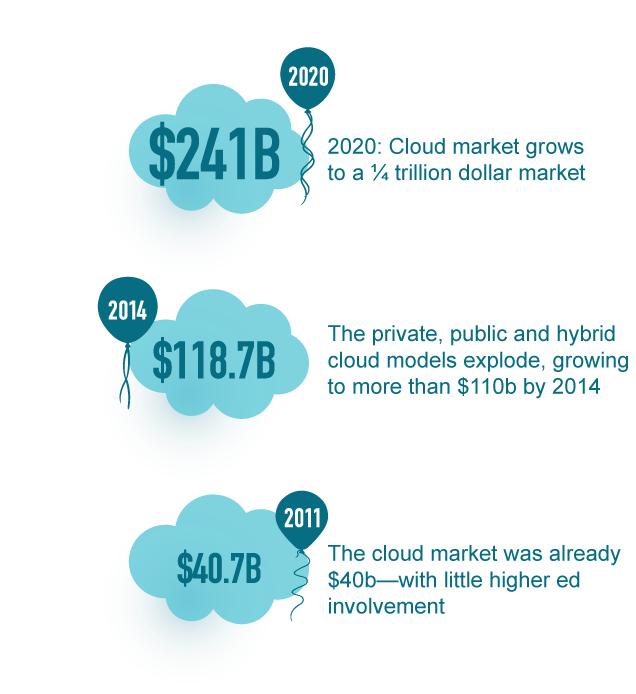 2020
$241B
2020: Cloud market grows
to a ¼ trillion dollar market
2014
$118.7B
The private, public and hybrid
cloud models explode, growing
to more than $110b by 2014
2011
$40.7B
The cloud market was already
$40b—with little higher ed
involvement